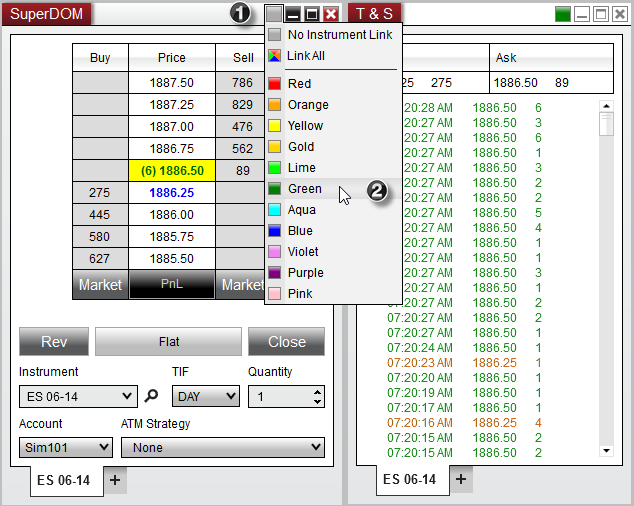 SuperDOM
1
Buy Price Sell
1887.50 786
1887.25 829
1887.00 476
1886.75 562
(6) 1886.50 89
275 1886.25
445 1886.00
580 1885.75
627 1885.50
Market PnL Market
Rev Flat Close
Instrument TIF Quantity
ES 06-14 DAY 1
Account ATM Strategy
Sim101 None
ES 06-14 +
No Instrument Link
Link All
Red
Orange
Yellow
Gold
Lime
Green
2
Aqua
Blue
Violet
Purple
Pink
T & S
Ask
25 275 1886.50 89
07:20:28 AM 1886.50 6
07:20:27 AM 1886.50 3
07:20:27 AM 1886.50 6
07:20:27 AM 1886.50 1
07:20:27 AM 1886.50 3
07:20:27 AM 1886.50 2
07:20:27 AM 1886.50 2
07:20:27 AM 1886.50 5
07:20:27 AM 1886.50 4
07:20:27 AM 1886.50 1
07:20:27 AM 1886.50 1
07:20:27 AM 1886.50 3
07:20:27 AM 1886.50 1
07:20:26 AM 1886.50 2
07:20:27 AM 1886.50 2
07:20:27 AM 1886.50 1
07:20:24 AM 1886.50 1
07:20:23 AM 1886.25 1
07:20:20 AM 1886.50 1
07:20:19 AM 1886.50 1
07:20:17 AM 1886.50 1
07:20:16 AM 1886.25 4
07:20:15 AM 1886.50 2
07:20:15 AM 1886.50 2
ES 06-14 +